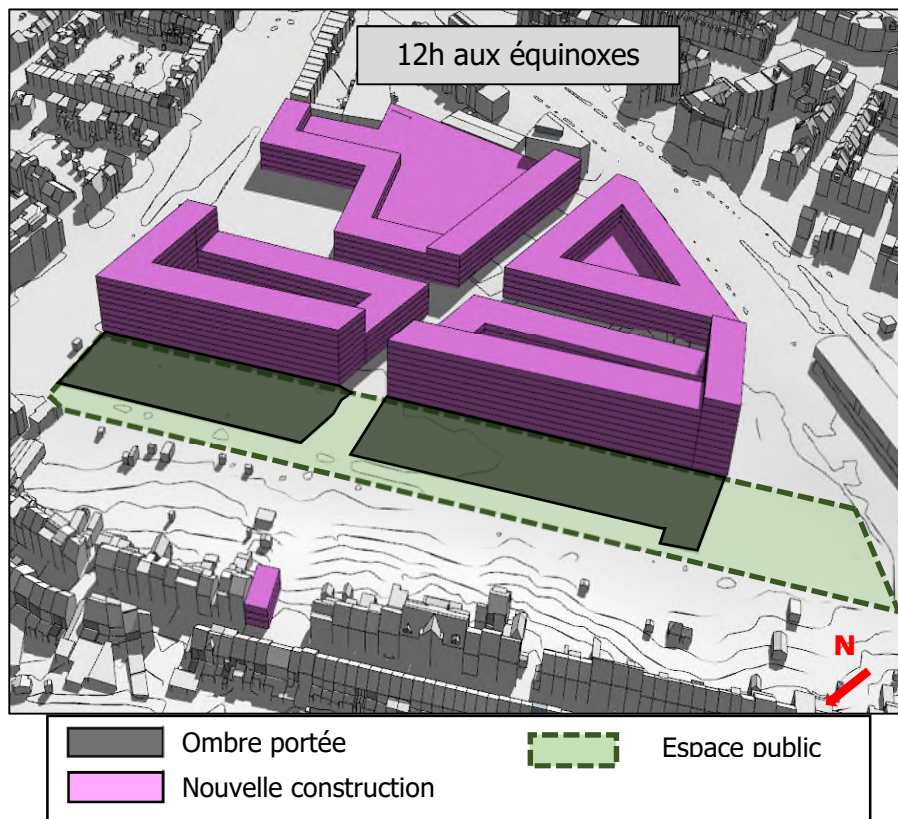 12h aux équinoxes
N
Ombre portée
Espace public
Nouvelle construction